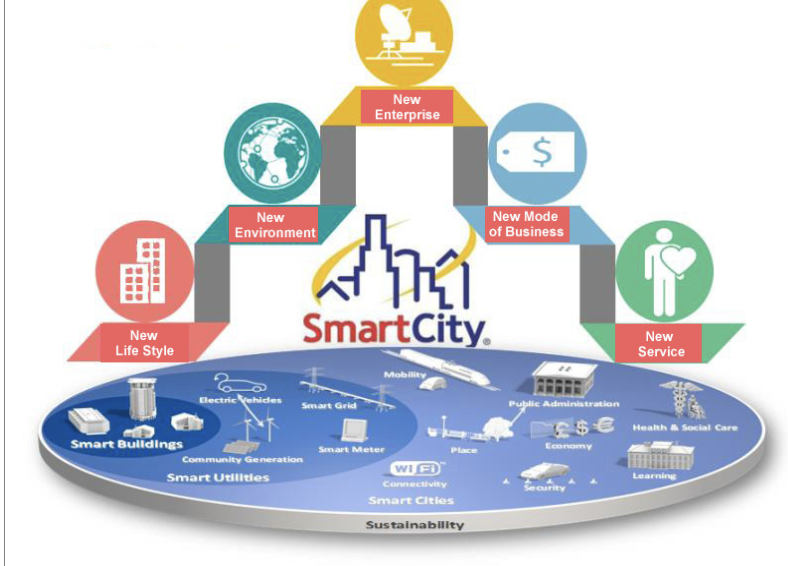 New
Enterprise
New
Environment
$
New Mode
of Business
New
Life Style
SmartCity®
New
Service
Mobility
Electric Vehicles
Smart Grid
Public Administration
Smart Buildings
Community Generation
Smart Meter
Place
£ $ €
Economy
Health & Social Care
Smart Utilities
WiFi
Connectivity
Security
Learning
Smart Cities
Sustainability